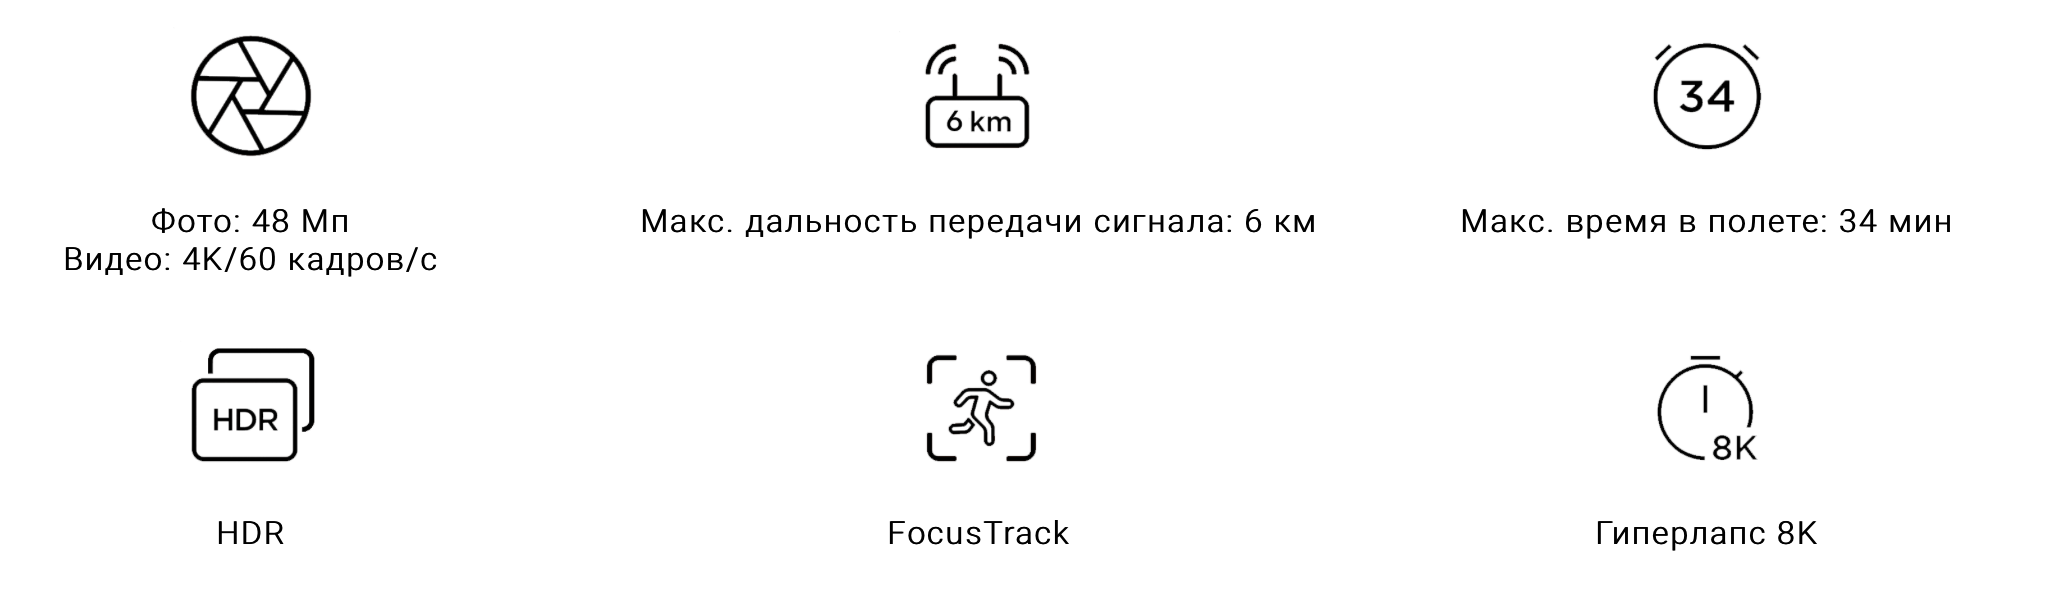 6 km
34
Фото: 48 Мп
Видео: 4K/60 кадров/с
Макс. дальность передачи сигнала: 6 км
Макс. время в полете: 34 мин
HDR
8K
HDR
FocusTrack
Гиперлапс 8K